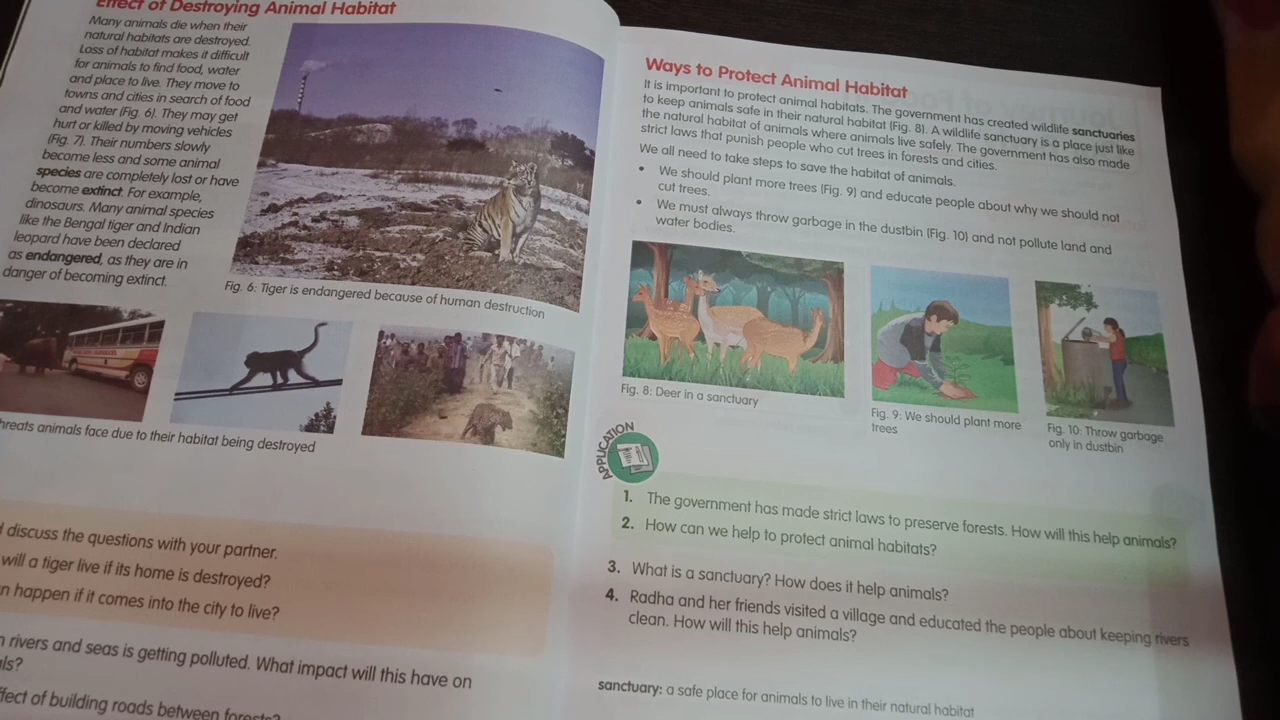 Effect of Destroying Animal Habitat
Many animals die when their
natural habitats are destroyed.
Loss of habitat makes it difficult
for animals to find food, water
and place to live. They move to
towns and cities in search of food
and water (Fig. 6). They may get
hurt or killed by moving vehicles
(Fig. 7). Their numbers slowly
become less and some animal
species are completely lost or have
become extinct. For example,
dinosaurs. Many animal species
like the Bengal tiger and Indian
leopard have been declared
as endangered, as they are in
danger of becoming extinct.
Fig. 6: Tiger is endangered because of human destruction
threats animals face due to their habitat being destroyed
discuss the questions with your partner.
will a tiger live if its home is destroyed?
happen if it comes into the city to live?
rivers and seas is getting polluted. What impact will this have on
of building roads between forests?
Ways to Protect Animal Habitat
It is important to protect animal habitats. The government has created wildlife sanctuaries
to keep animals safe in their natural habitat (Fig. 8). A wildlife sanctuary is a place just like
the natural habitat of animals where animals live safely. The government has also made
strict laws that punish people who cut trees in forests and cities.
We all need to take steps to save the habitat of animals.
• We should plant more trees (Fig. 9) and educate people about why we should not
cut trees.
• We must always throw garbage in the dustbin (Fig. 10) and not pollute land and
water bodies.
Fig. 8: Deer in a sanctuary
Fig. 9: We should plant more
trees
Fig. 10: Throw garbage
only in dustbin
APPLICATION
1. The government has made strict laws to preserve forests. How will this help animals?
2. How can we help to protect animal habitats?
3. What is a sanctuary? How does it help animals?
4. Radha and her friends visited a village and educated the people about keeping rivers
clean. How will this help animals?
sanctuary: a safe place for animals to live in their natural habitat